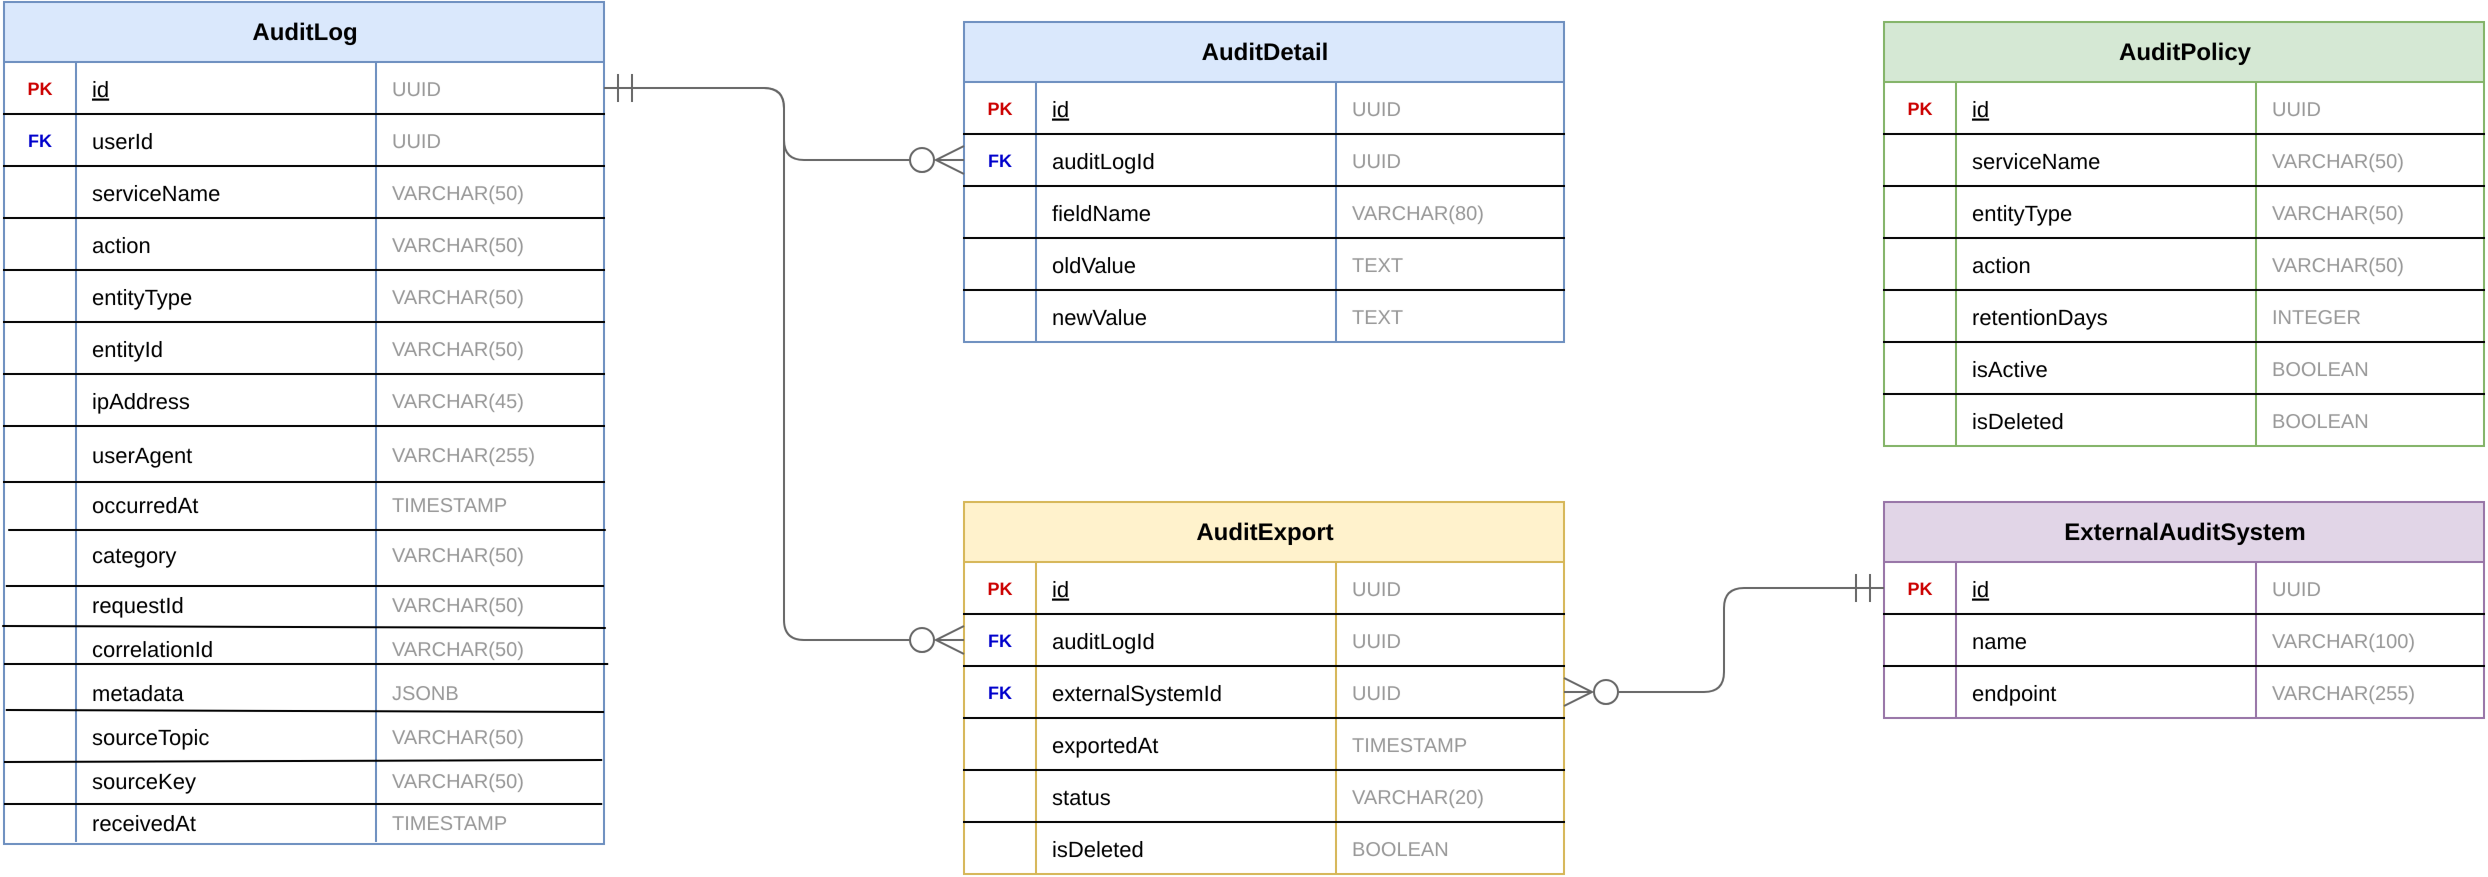 AuditLog
PK id UUID
FK userId UUID
serviceName VARCHAR(50)
action VARCHAR(50)
entityType VARCHAR(50)
entityId VARCHAR(50)
ipAddress VARCHAR(45)
userAgent VARCHAR(255)
occurredAt TIMESTAMP
category VARCHAR(50)
requestId VARCHAR(50)
correlationId VARCHAR(50)
metadata JSONB
sourceTopic VARCHAR(50)
sourceKey VARCHAR(50)
receivedAt TIMESTAMP
AuditDetail
PK id UUID
FK auditLogId UUID
fieldName VARCHAR(80)
oldValue TEXT
newValue TEXT
AuditExport
PK id UUID
FK auditLogId UUID
FK externalSystemId UUID
exportedAt TIMESTAMP
status VARCHAR(20)
isDeleted BOOLEAN
AuditPolicy
PK id UUID
serviceName VARCHAR(50)
entityType VARCHAR(50)
action VARCHAR(50)
retentionDays INTEGER
isActive BOOLEAN
isDeleted BOOLEAN
ExternalAuditSystem
PK id UUID
name VARCHAR(100)
endpoint VARCHAR(255)